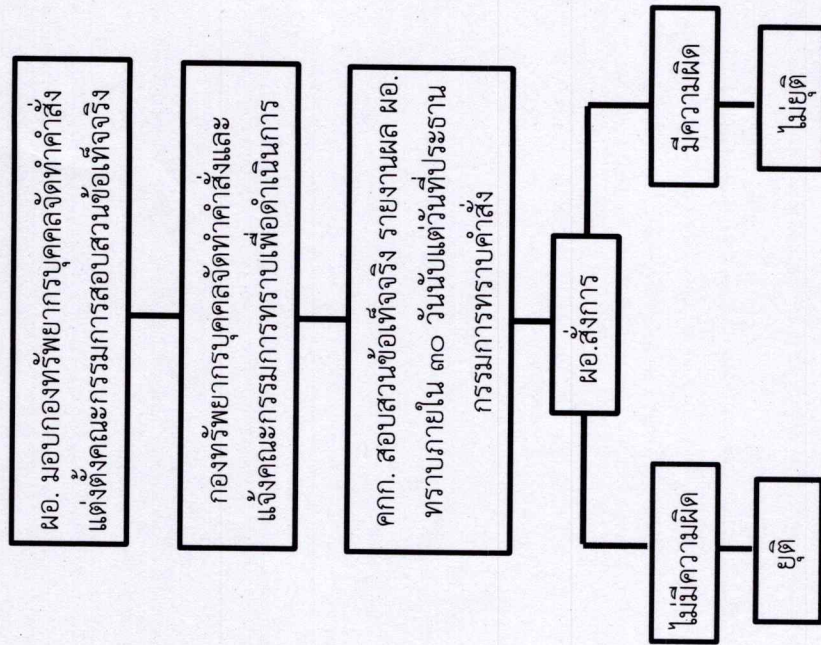 ผอ. มอบกองทรัพยากรบุคคลจัดทำคำสั่ง
แต่งตั้งคณะกรรมการสอบสวนข้อเท็จจริง
กองทรัพยากรบุคคลจัดทำคำสั่งและ
แจ้งคณะกรรมการทราบเพื่อดำเนินการ
คกก. สอบสวนข้อเท็จจริง รายงานผล ผอ.
ทราบภายใน ๓๐ วันนับแต่วันที่ประธาน
กรรมการทราบคำสั่ง
ผอ.สั่งการ
ไม่มีความผิด
มีความผิด
ยุติ
ไม่ยุติ